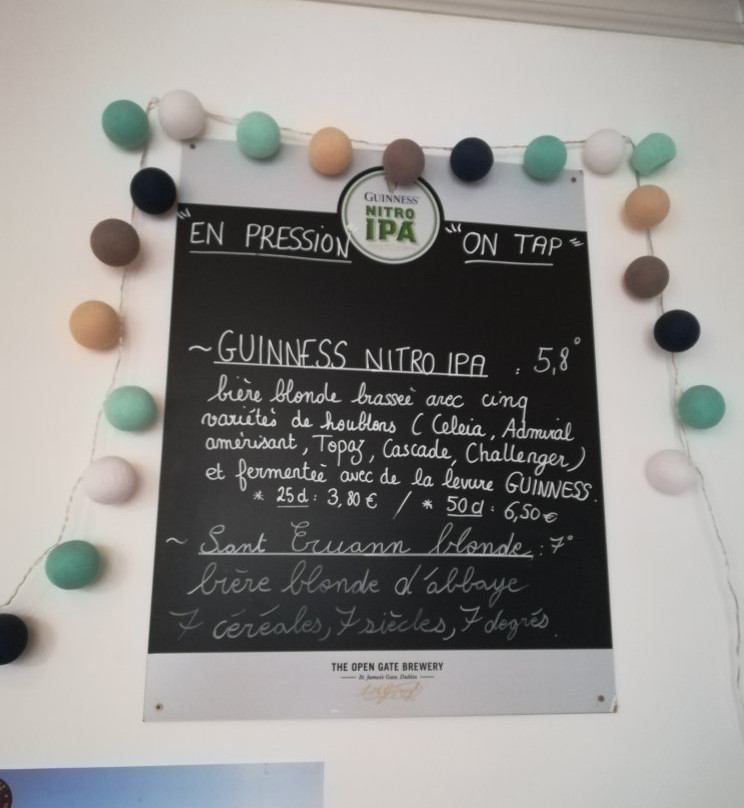 GUINNESS
NITRO
IPA
"EN PRESSION" "ON TAP"
~ GUINNESS NITRO IPA : 5,8°
bière blonde brassée avec cinq
variétés de houblons ( Celeia, Admiral
amérisant, Topaz, Cascade, Challenger )
et fermentée avec de la levure GUINNESS.
* 25 cl : 3,80 € / * 50 cl : 6,50 €
~ Sant Erwann blonde : 7°
bière blonde d'abbaye
7 céréales, 7 siècles, 7 degrés.
THE OPEN GATE BREWERY
St. James's Gate, Dublin